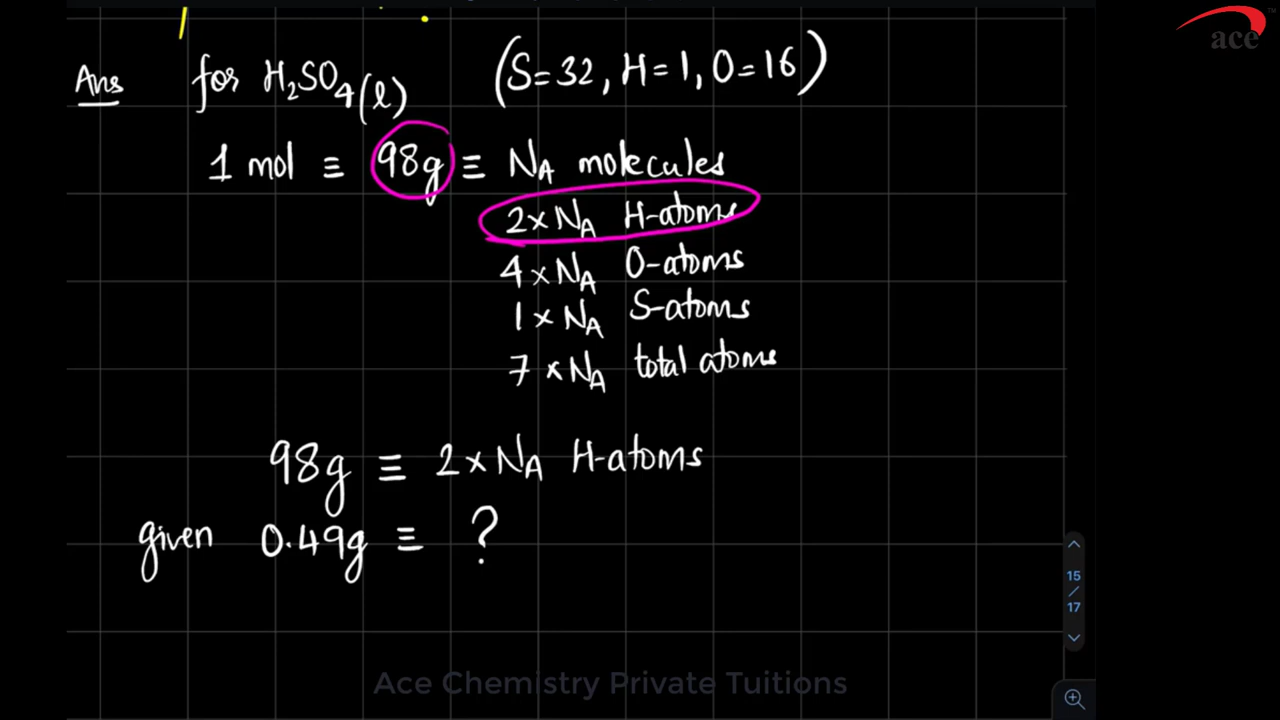 ace
Ans for H₂SO₄(l) (S=32, H=1, O=16)
1 mol ≡ 98g ≡ NA molecules
2×NA H-atoms
4×NA O-atoms
1×NA S-atoms
7×NA total atoms
98g ≡ 2×NA H-atoms
given 0.49g ≡ ?
15
/
17
Ace Chemistry Private Tuitions